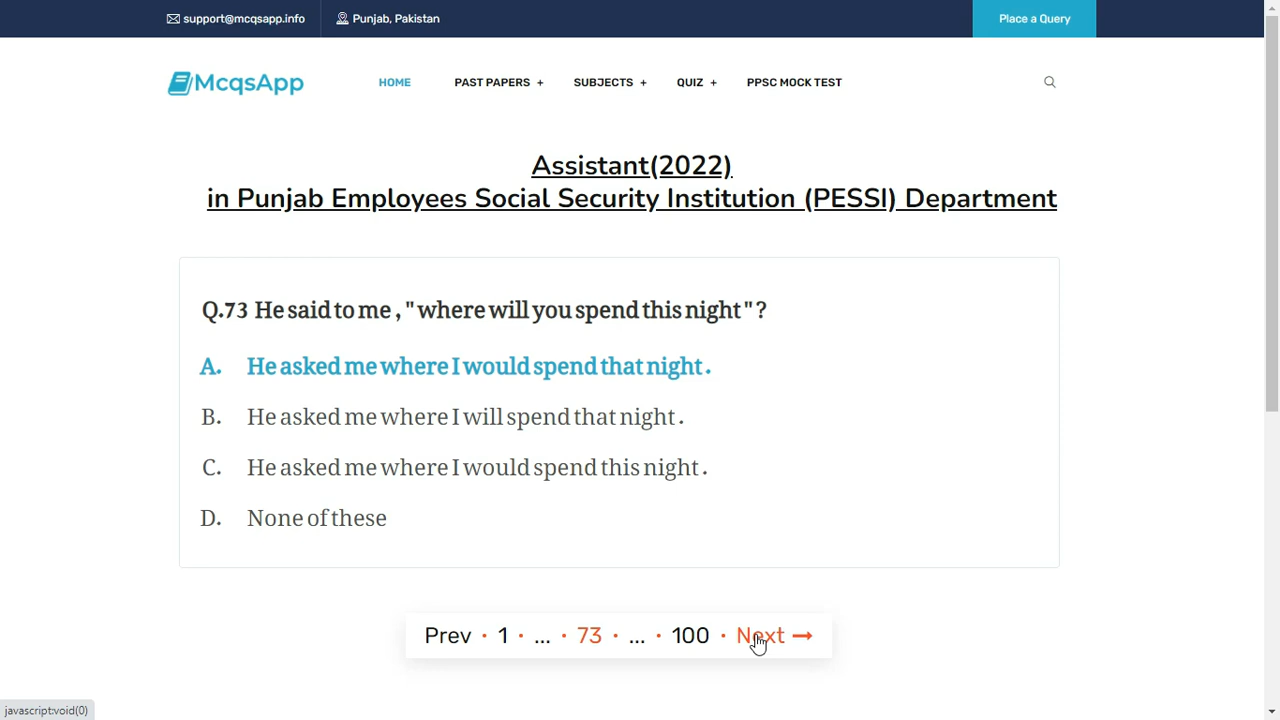 support@mcqsapp.info
Punjab, Pakistan
Place a Query
McqsApp
HOME
PAST PAPERS +
SUBJECTS +
QUIZ +
PPSC MOCK TEST
Assistant(2022)
in Punjab Employees Social Security Institution (PESSI) Department
Q.73 He said to me , " where will you spend this night " ?
A. He asked me where I would spend that night .
B. He asked me where I will spend that night .
C. He asked me where I would spend this night .
D. None of these
Prev · 1 · ... · 73 · ... · 100 · Next →
javascript:void(0)